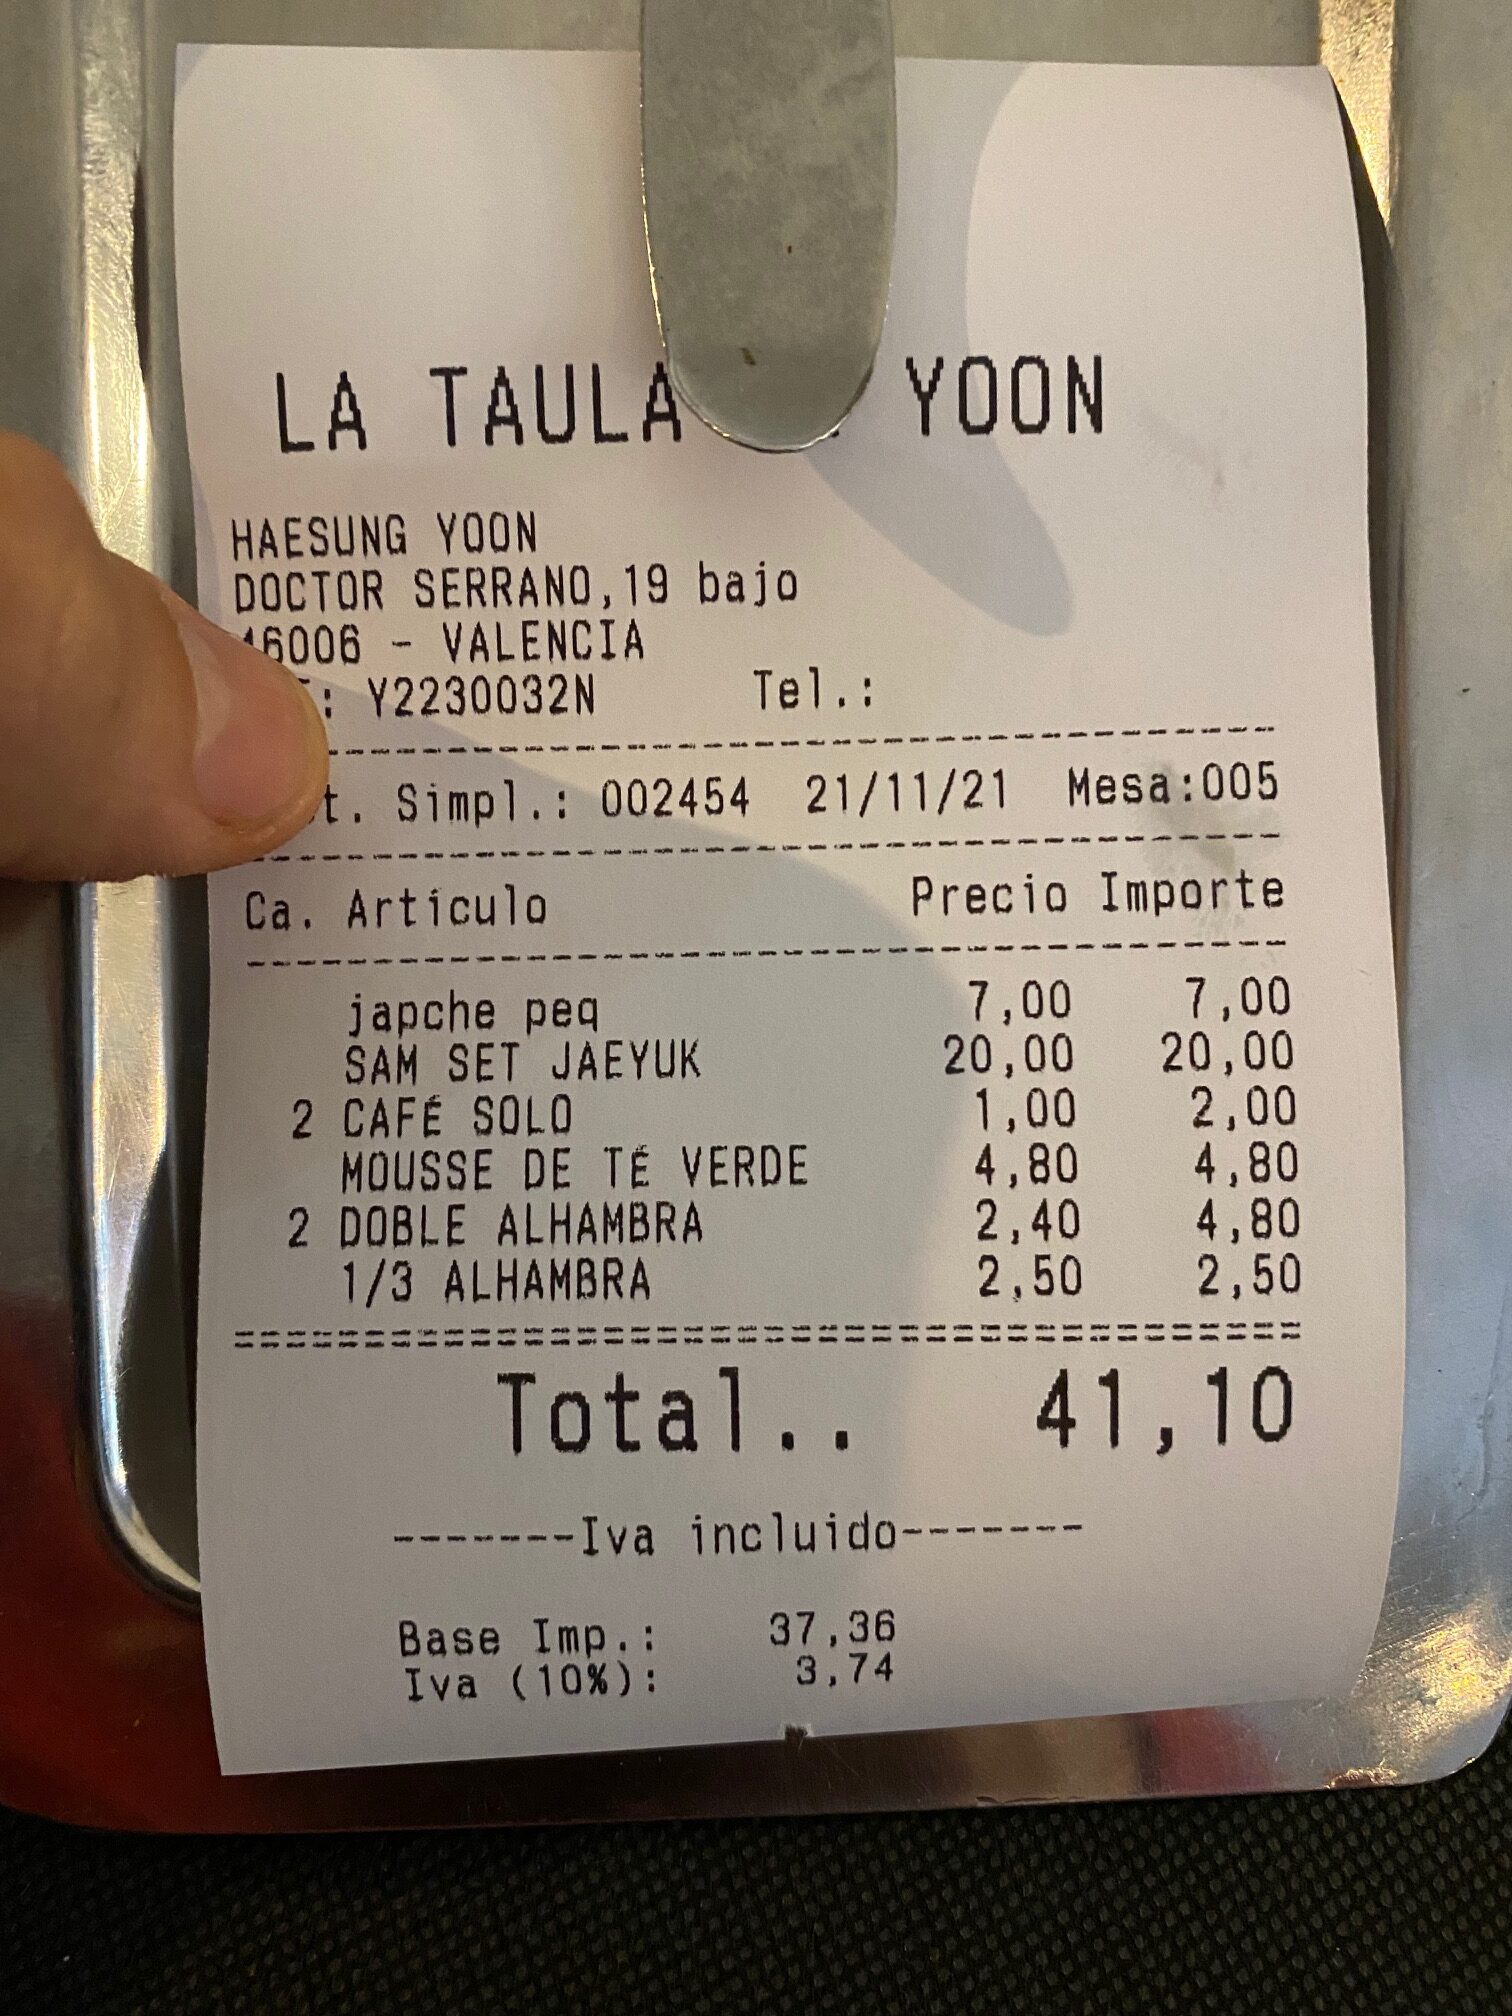 LA TAULA YOON
HAESUNG YOON
DOCTOR SERRANO,19 bajo
46006 - VALENCIA
: Y2230032N Tel.:
t. Simpl.: 002454 21/11/21 Mesa:005
Ca. Artículo Precio Importe
japche peq 7,00 7,00
SAM SET JAEYUK 20,00 20,00
2 CAFÉ SOLO 1,00 2,00
MOUSSE DE TÉ VERDE 4,80 4,80
2 DOBLE ALHAMBRA 2,40 4,80
1/3 ALHAMBRA 2,50 2,50
Total.. 41,10
-------Iva incluido-------
Base Imp.: 37,36
Iva (10%): 3,74